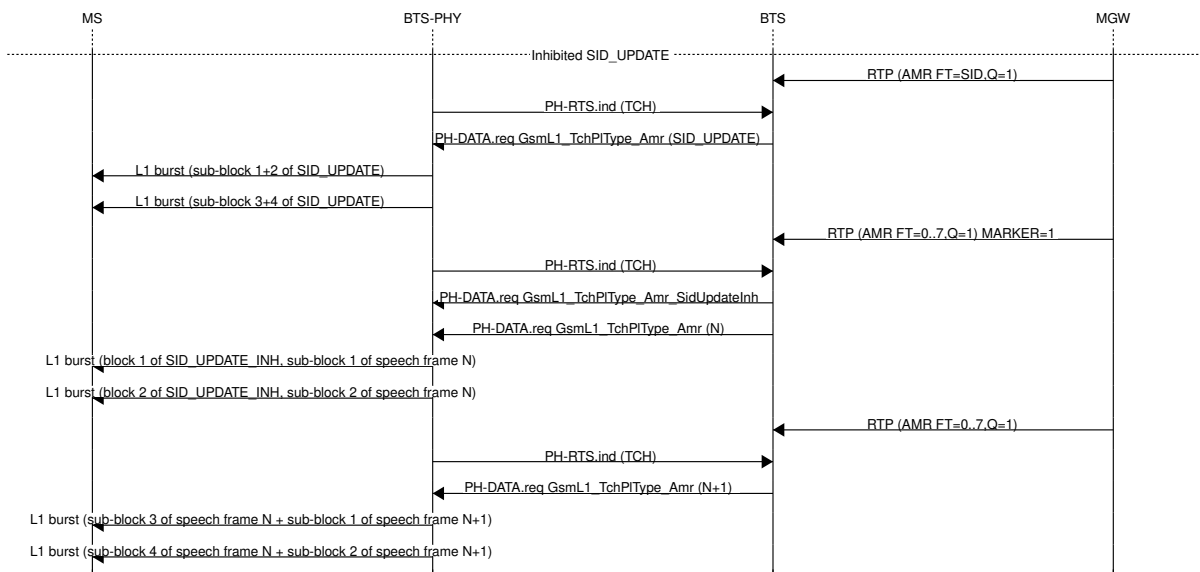 MS BTS-PHY BTS MGW
Inhibited SID_UPDATE
RTP (AMR FT=SID,Q=1)
PH-RTS.ind (TCH)
PH-DATA.req GsmL1_TchPlType_Amr (SID_UPDATE)
L1 burst (sub-block 1+2 of SID_UPDATE)
L1 burst (sub-block 3+4 of SID_UPDATE)
RTP (AMR FT=0..7,Q=1) MARKER=1
PH-RTS.ind (TCH)
PH-DATA.req GsmL1_TchPlType_Amr_SidUpdateInh
PH-DATA.req GsmL1_TchPlType_Amr (N)
L1 burst (block 1 of SID_UPDATE_INH, sub-block 1 of speech frame N)
L1 burst (block 2 of SID_UPDATE_INH, sub-block 2 of speech frame N)
RTP (AMR FT=0..7,Q=1)
PH-RTS.ind (TCH)
PH-DATA.req GsmL1_TchPlType_Amr (N+1)
L1 burst (sub-block 3 of speech frame N + sub-block 1 of speech frame N+1)
L1 burst (sub-block 4 of speech frame N + sub-block 2 of speech frame N+1)